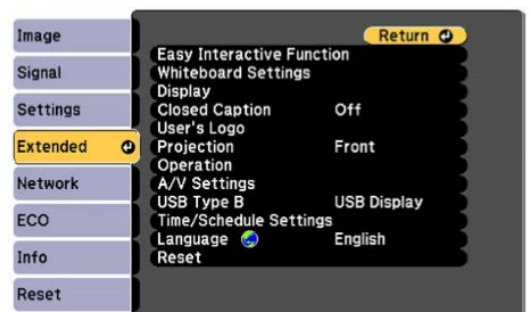 Image
Signal
Settings
Extended
Network
ECO
Info
Reset
Return
Easy Interactive Function
Whiteboard Settings
Display
Closed Caption Off
User's Logo
Projection Front
Operation
A/V Settings
USB Type B USB Display
Time/Schedule Settings
Language English
Reset